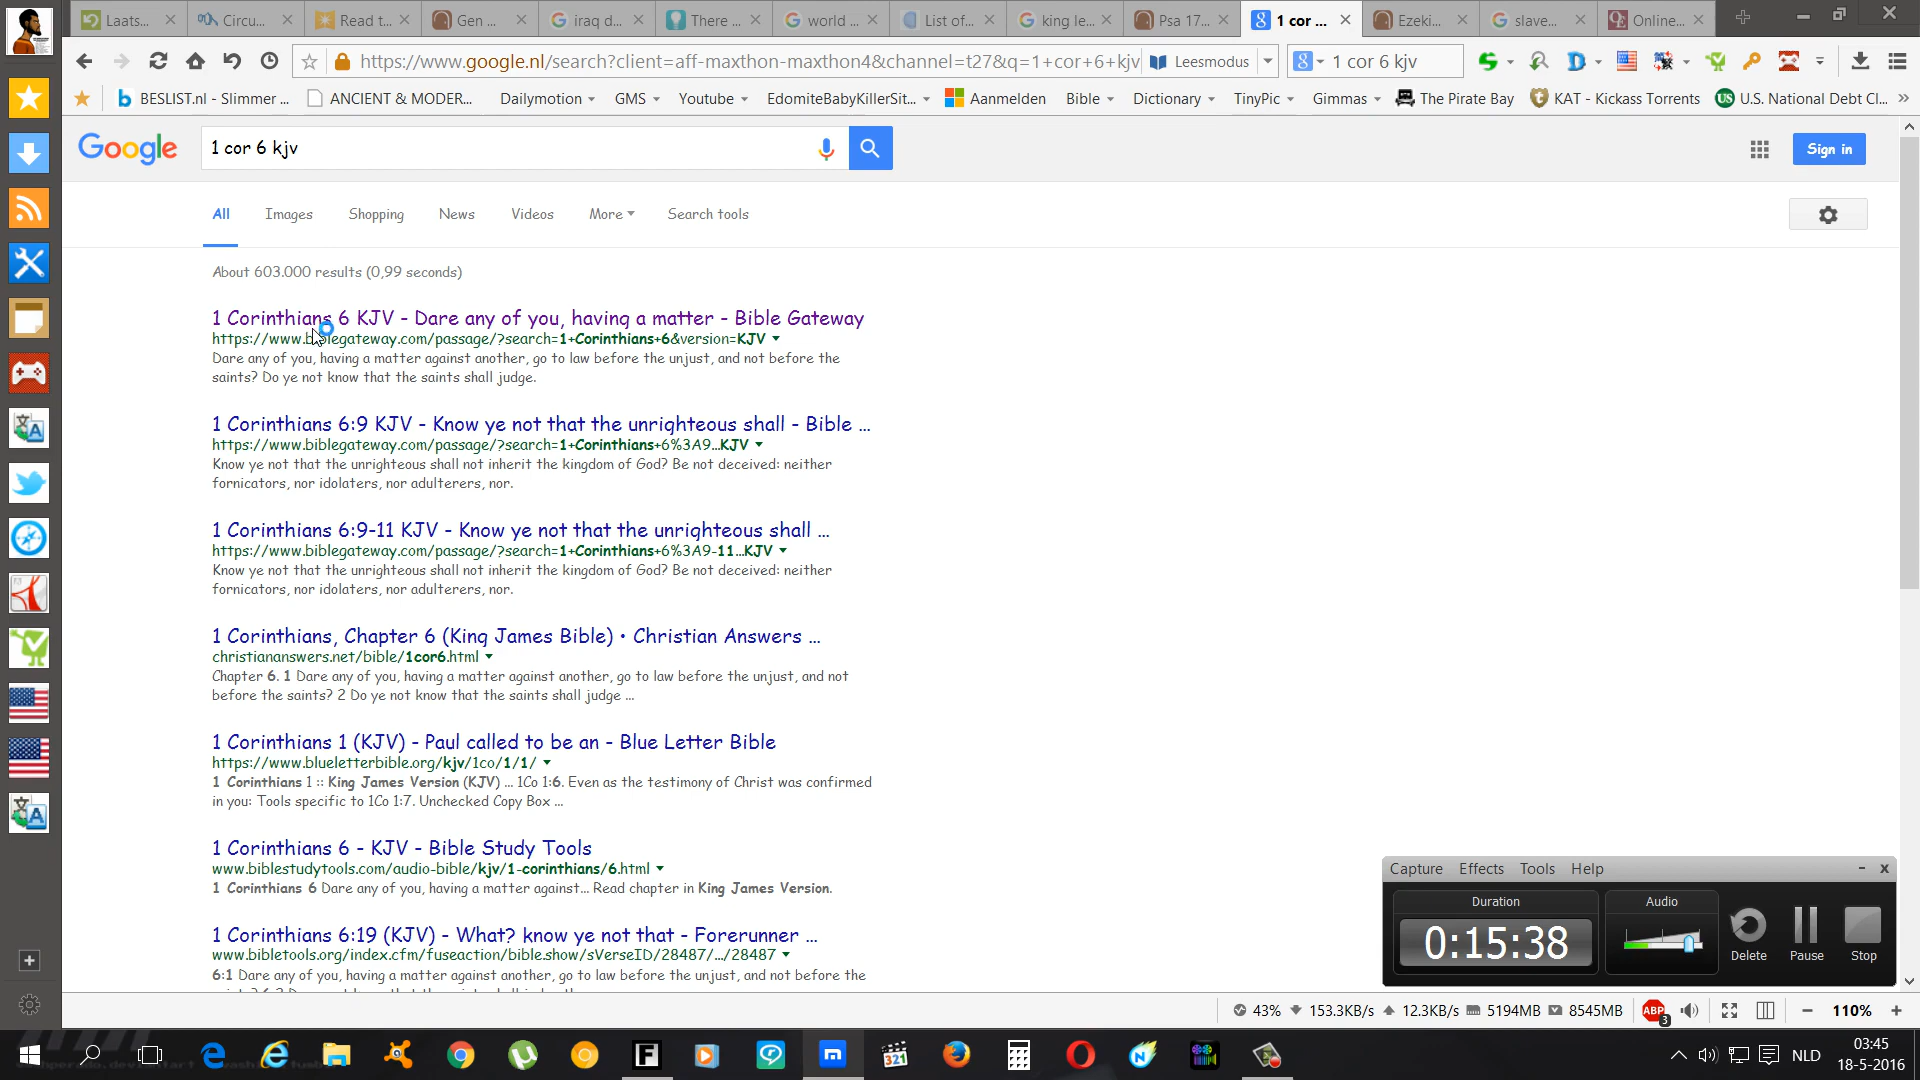 Laats...
Circu...
Read t...
Gen ...
iraq d...
There ...
world ...
List of...
king le...
Psa 17...
1 cor ...
Ezeki...
slave...
Online...
https://www.google.nl/search?client=aff-maxthon-maxthon4&channel=t27&q=1+cor+6+kjv
Leesmodus
1 cor 6 kjv
BESLIST.nl - Slimmer ...
ANCIENT & MODER...
Dailymotion
GMS
Youtube
EdomiteBabyKillerSit...
Aanmelden
Bible
Dictionary
TinyPic
Gimmas
The Pirate Bay
KAT - Kickass Torrents
U.S. National Debt Cl...
Google
1 cor 6 kjv
Sign in
All
Images
Shopping
News
Videos
More
Search tools
About 603.000 results (0,99 seconds)
1 Corinthians 6 KJV - Dare any of you, having a matter - Bible Gateway
https://www.biblegateway.com/passage/?search=1+Corinthians+6&version=KJV
Dare any of you, having a matter against another, go to law before the unjust, and not before the
saints? Do ye not know that the saints shall judge.
1 Corinthians 6:9 KJV - Know ye not that the unrighteous shall - Bible ...
https://www.biblegateway.com/passage/?search=1+Corinthians+6%3A9...KJV
Know ye not that the unrighteous shall not inherit the kingdom of God? Be not deceived: neither
fornicators, nor idolaters, nor adulterers, nor.
1 Corinthians 6:9-11 KJV - Know ye not that the unrighteous shall ...
https://www.biblegateway.com/passage/?search=1+Corinthians+6%3A9-11...KJV
Know ye not that the unrighteous shall not inherit the kingdom of God? Be not deceived: neither
fornicators, nor idolaters, nor adulterers, nor.
1 Corinthians, Chapter 6 (King James Bible) • Christian Answers ...
christiananswers.net/bible/1cor6.html
Chapter 6. 1 Dare any of you, having a matter against another, go to law before the unjust, and not
before the saints? 2 Do ye not know that the saints shall judge ...
1 Corinthians 1 (KJV) - Paul called to be an - Blue Letter Bible
https://www.blueletterbible.org/kjv/1co/1/1/
1 Corinthians 1 :: King James Version (KJV) ... 1Co 1:6. Even as the testimony of Christ was confirmed
in you: Tools specific to 1Co 1:7. Unchecked Copy Box ...
1 Corinthians 6 - KJV - Bible Study Tools
www.biblestudytools.com/audio-bible/kjv/1-corinthians/6.html
1 Corinthians 6 Dare any of you, having a matter against... Read chapter in King James Version.
1 Corinthians 6:19 (KJV) - What? know ye not that - Forerunner ...
www.bibletools.org/index.cfm/fuseaction/bible.show/sVerseID/28487/.../28487
6:1 Dare any of you, having a matter against another, go to law before the unjust, and not before the
Capture
Effects
Tools
Help
Duration
Audio
0:15:38
Delete
Pause
Stop
43%
153.3KB/s
12.3KB/s
5194MB
8545MB
ABP
3
110%
321
NLD
03:45
18-5-2016